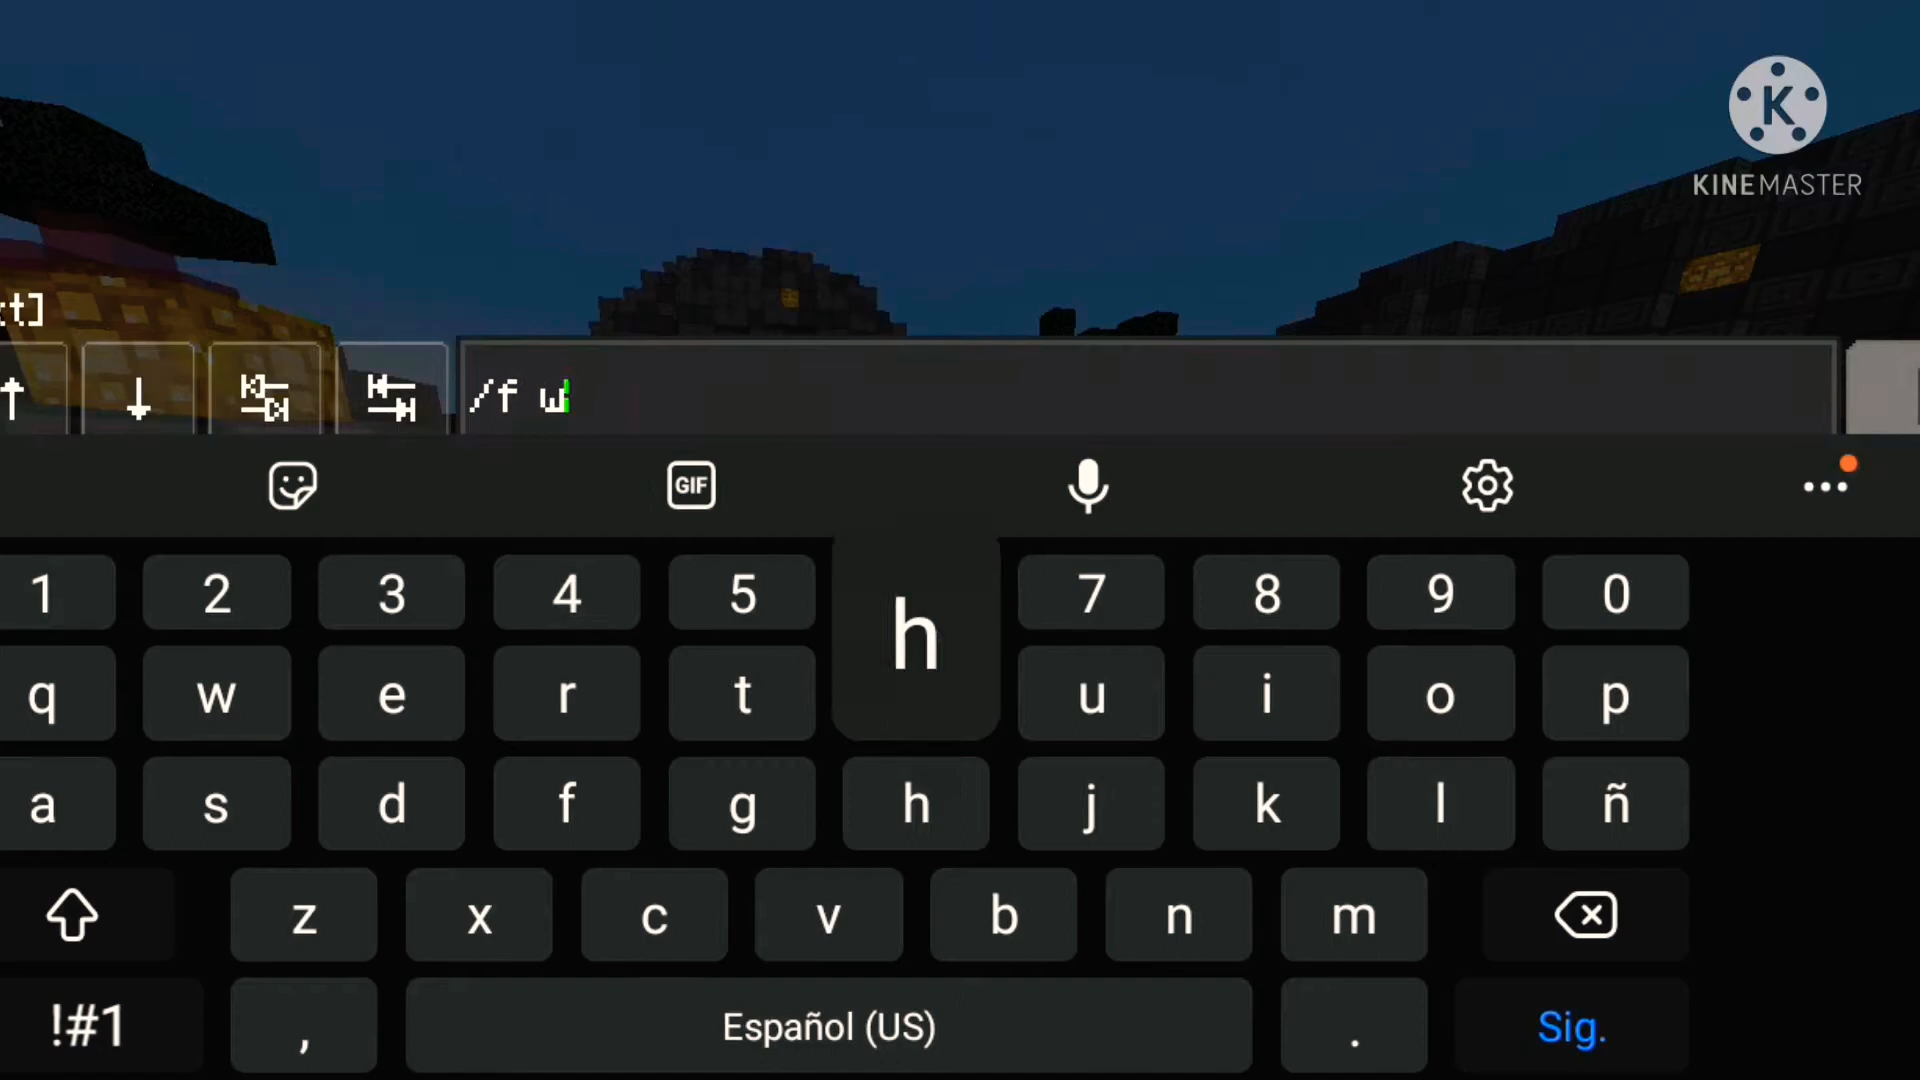 K
KINEMASTER
t]
/f w
GIF
1 2 3 4 5 7 8 9 0
h
q w e r t u i o p
a s d f g h j k l ñ
z x c v b n m
!#1 , Español (US) . Sig.